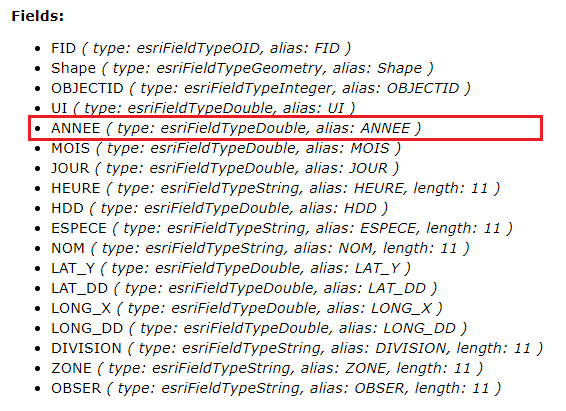 Fields:
FID ( type: esriFieldTypeOID, alias: FID )
Shape ( type: esriFieldTypeGeometry, alias: Shape )
OBJECTID ( type: esriFieldTypeInteger, alias: OBJECTID )
UI ( type: esriFieldTypeDouble, alias: UI )
ANNEE ( type: esriFieldTypeDouble, alias: ANNEE )
MOIS ( type: esriFieldTypeDouble, alias: MOIS )
JOUR ( type: esriFieldTypeDouble, alias: JOUR )
HEURE ( type: esriFieldTypeString, alias: HEURE, length: 11 )
HDD ( type: esriFieldTypeDouble, alias: HDD )
ESPECE ( type: esriFieldTypeString, alias: ESPECE, length: 11 )
NOM ( type: esriFieldTypeString, alias: NOM, length: 11 )
LAT_Y ( type: esriFieldTypeDouble, alias: LAT_Y )
LAT_DD ( type: esriFieldTypeDouble, alias: LAT_DD )
LONG_X ( type: esriFieldTypeDouble, alias: LONG_X )
LONG_DD ( type: esriFieldTypeDouble, alias: LONG_DD )
DIVISION ( type: esriFieldTypeString, alias: DIVISION, length: 11 )
ZONE ( type: esriFieldTypeString, alias: ZONE, length: 11 )
OBSER ( type: esriFieldTypeString, alias: OBSER, length: 11 )